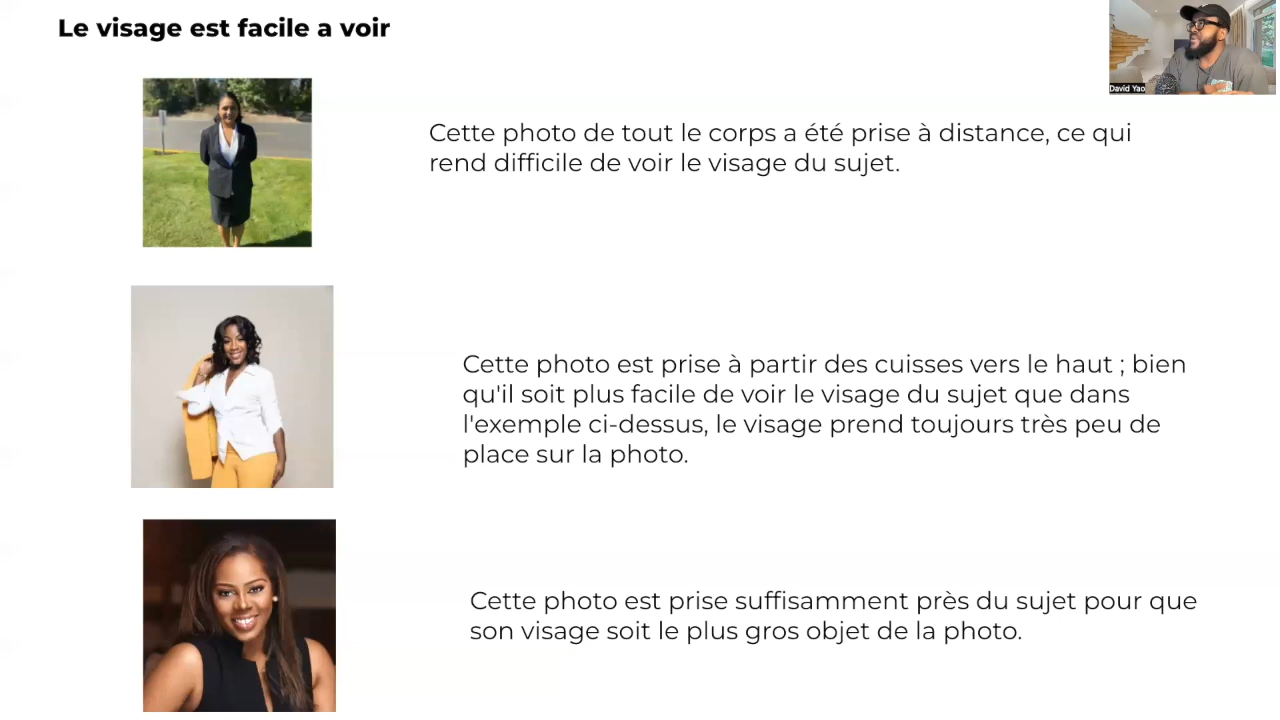 Le visage est facile a voir
David Yao
Cette photo de tout le corps a été prise à distance, ce qui
rend difficile de voir le visage du sujet.
Cette photo est prise à partir des cuisses vers le haut ; bien
qu'il soit plus facile de voir le visage du sujet que dans
l'exemple ci-dessus, le visage prend toujours très peu de
place sur la photo.
Cette photo est prise suffisamment près du sujet pour que
son visage soit le plus gros objet de la photo.